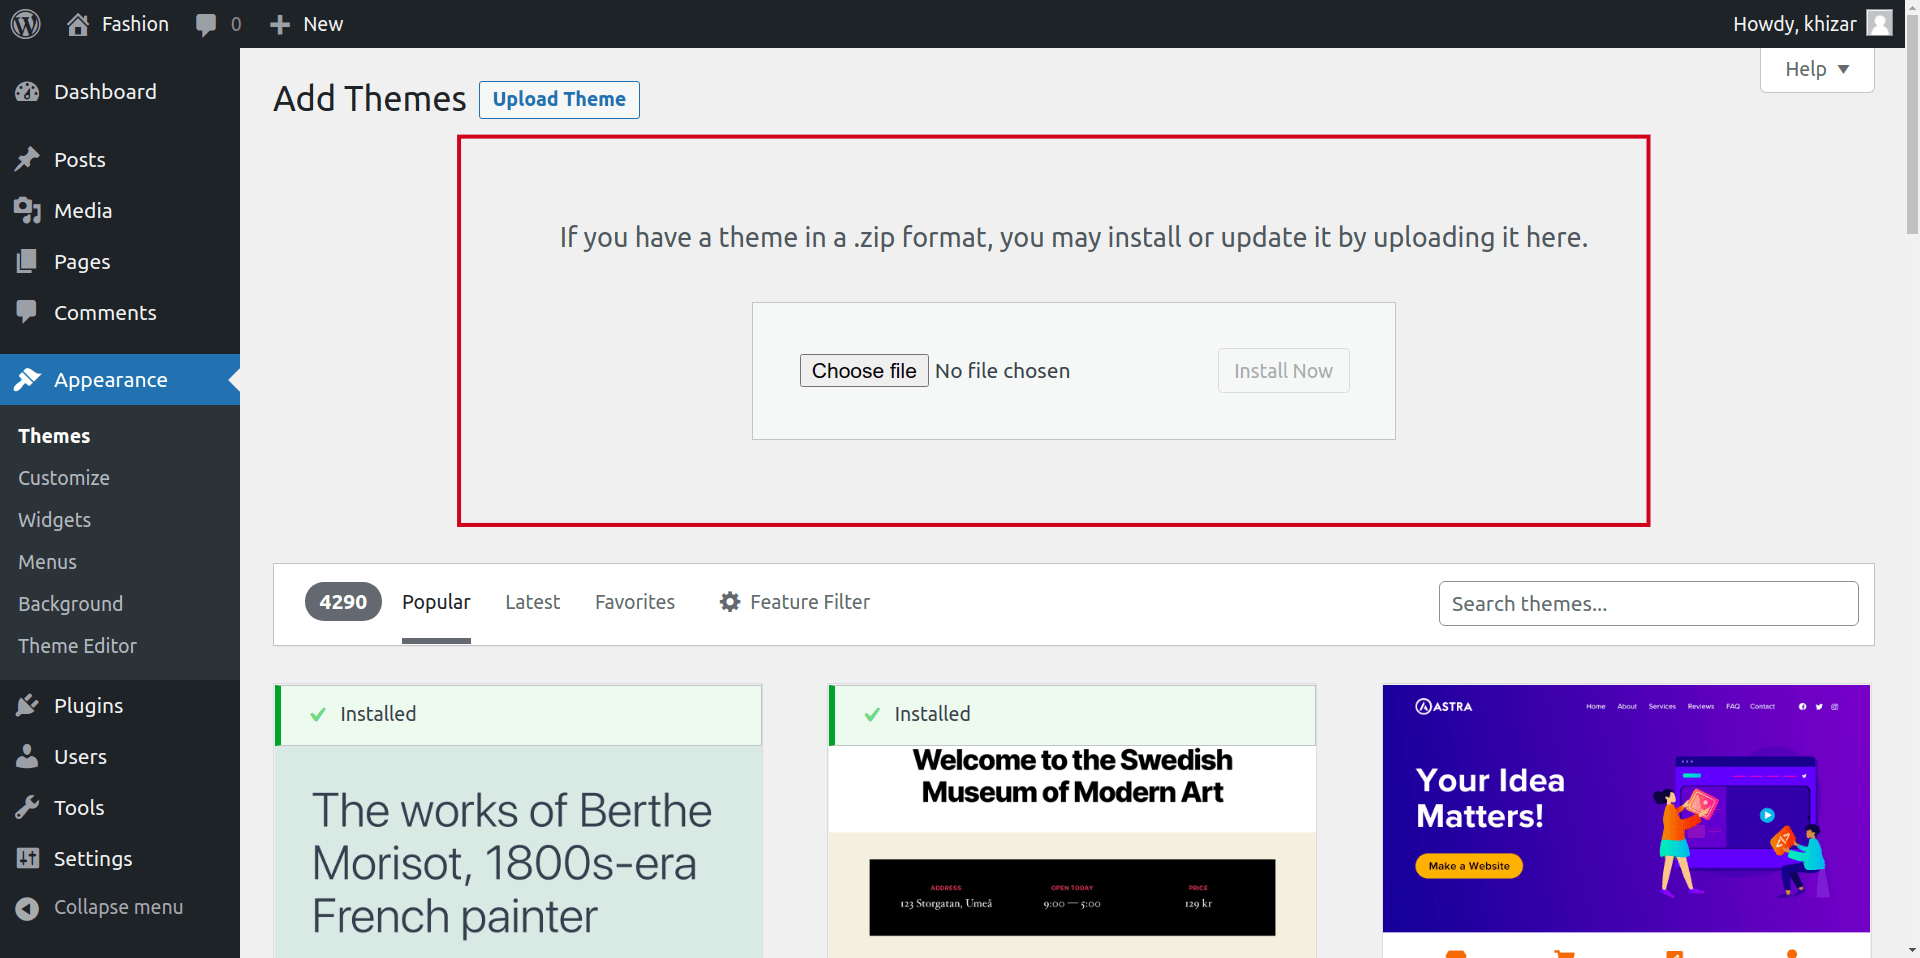 Fashion
0
New
Howdy, khizar
Dashboard
Posts
Media
Pages
Comments
Appearance
Themes
Customize
Widgets
Menus
Background
Theme Editor
Plugins
Users
Tools
Settings
Collapse menu
Help
Add Themes
Upload Theme
If you have a theme in a .zip format, you may install or update it by uploading it here.
Choose file No file chosen
Install Now
4290 Popular Latest Favorites Feature Filter
Search themes...
Installed
The works of Berthe
Morisot, 1800s-era
French painter
Installed
Welcome to the Swedish
Museum of Modern Art
ADDRESS OPEN TODAY PRICE
123 Storgatan, Umeå 9:00 — 5:00 129 kr
ASTRA
Home About Services Reviews FAQ Contact
Your Idea
Matters!
Make a Website